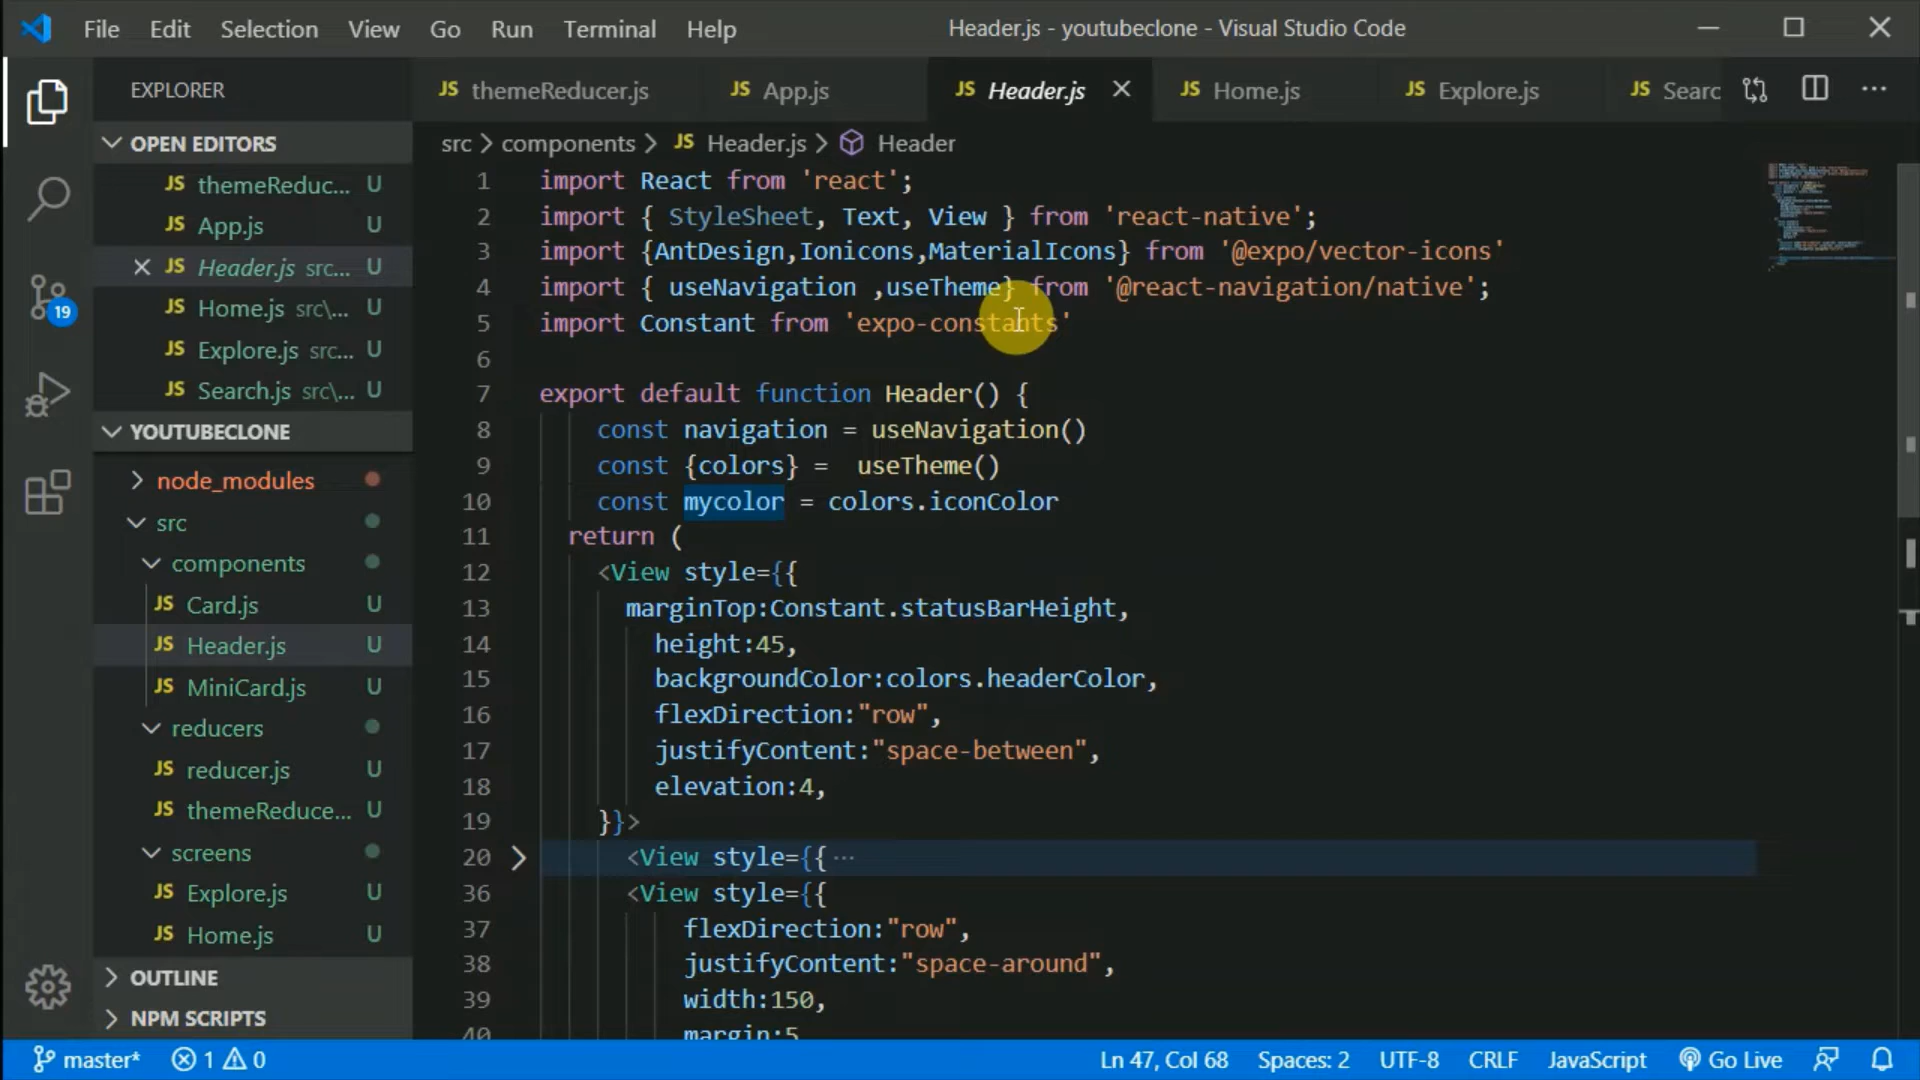 File Edit Selection View Go Run Terminal Help Header.js - youtubeclone - Visual Studio Code
EXPLORER
OPEN EDITORS
JS themeReduc... U
JS App.js U
JS Header.js src... U
JS Home.js src\... U
JS Explore.js src... U
JS Search.js src\... U
YOUTUBECLONE
node_modules
src
components
JS Card.js U
JS Header.js U
JS MiniCard.js U
reducers
JS reducer.js U
JS themeReduce... U
screens
JS Explore.js U
JS Home.js U
OUTLINE
NPM SCRIPTS
19
JS themeReducer.js JS App.js JS Header.js JS Home.js JS Explore.js JS Searc
src > components > JS Header.js > Header
1 import React from 'react';
2 import { StyleSheet, Text, View } from 'react-native';
3 import {AntDesign,Ionicons,MaterialIcons} from '@expo/vector-icons'
4 import { useNavigation ,useTheme} from '@react-navigation/native';
5 import Constant from 'expo-constants'
6
7 export default function Header() {
8 const navigation = useNavigation()
9 const {colors} = useTheme()
10 const mycolor = colors.iconColor
11 return (
12 <View style={{
13 marginTop:Constant.statusBarHeight,
14 height:45,
15 backgroundColor:colors.headerColor,
16 flexDirection:"row",
17 justifyContent:"space-between",
18 elevation:4,
19 }}>
20 <View style={{ ...
36 <View style={{
37 flexDirection:"row",
38 justifyContent:"space-around",
39 width:150,
40 margin:5
master* 1 0 Ln 47, Col 68 Spaces: 2 UTF-8 CRLF JavaScript Go Live